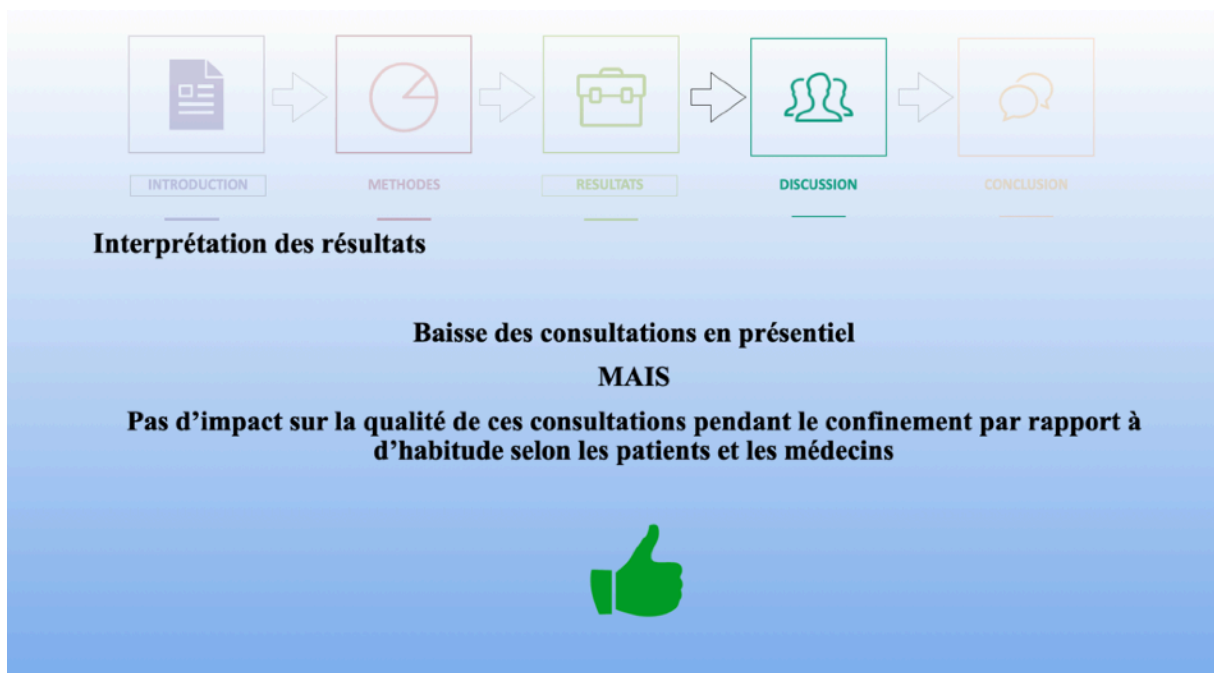 INTRODUCTION
METHODES
RESULTATS
DISCUSSION
CONCLUSION
Interprétation des résultats
Baisse des consultations en présentiel
MAIS
Pas d’impact sur la qualité de ces consultations pendant le confinement par rapport à
d’habitude selon les patients et les médecins